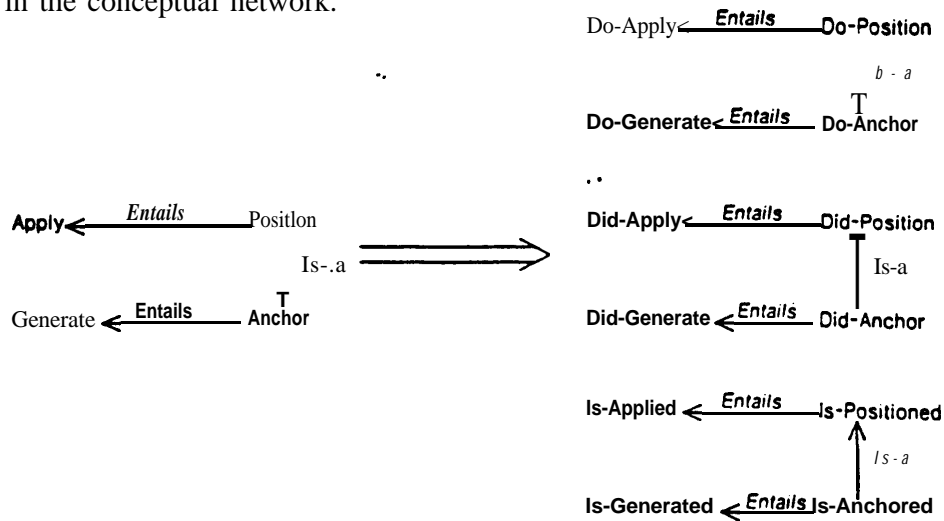 in the conceptual network.
Do-Apply Entails Do-Position
b - a
T
Do-Generate Entails Do-Anchor
Apply Entails Positlon
Is-.a
T
Generate Entails Anchor
Did-Apply Entails Did-Position
Is-a
Did-Generate Entails Did-Anchor
Is-Applied Entails Is-Positioned
Is-a
Is-Generated Entails Is-Anchored